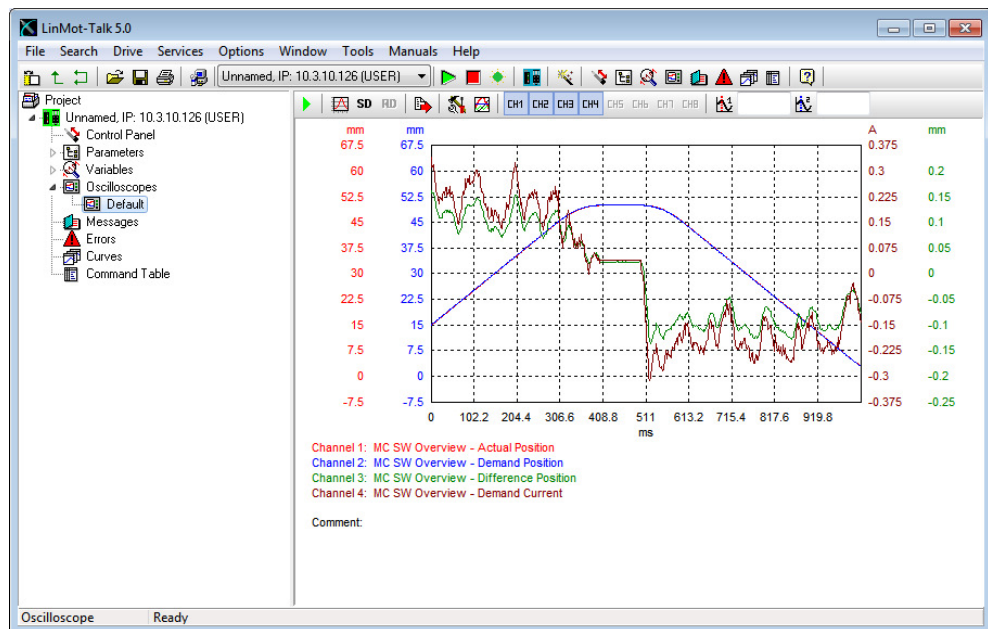 LinMot-Talk 5.0
File Search Drive Services Options Window Tools Manuals Help
Unnamed, IP: 10.3.10.126 (USER)
Project
Unnamed, IP: 10.3.10.126 (USER)
Control Panel
Parameters
Variables
Oscilloscopes
Default
Messages
Errors
Curves
Command Table
SD RD CH1 CH2 CH3 CH4 CH5 CH6 CH7 CH8 1 2
mm mm A mm
67.5 67.5 0.375
60 60 0.3 0.2
52.5 52.5 0.225 0.15
45 45 0.15 0.1
37.5 37.5 0.075 0.05
30 30 0 0
22.5 22.5 -0.075 -0.05
15 15 -0.15 -0.1
7.5 7.5 -0.225 -0.15
0 0 -0.3 -0.2
-7.5 -7.5 -0.375 -0.25
0 102.2 204.4 306.6 408.8 511 613.2 715.4 817.6 919.8
ms
Channel 1: MC SW Overview - Actual Position
Channel 2: MC SW Overview - Demand Position
Channel 3: MC SW Overview - Difference Position
Channel 4: MC SW Overview - Demand Current
Comment:
Oscilloscope Ready